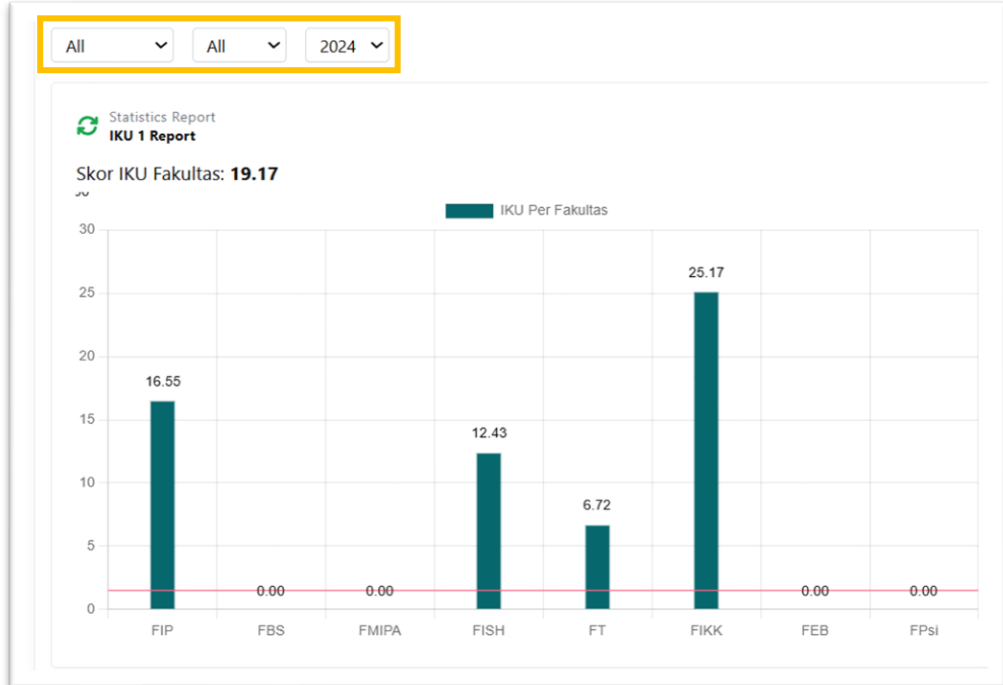 All All 2024
Statistics Report
IKU 1 Report
Skor IKU Fakultas: 19.17
IKU Per Fakultas
30
25.17
25
20
16.55
15
12.43
10
6.72
5
0.00 0.00 0.00 0.00
0
FIP FBS FMIPA FISH FT FIKK FEB FPsi